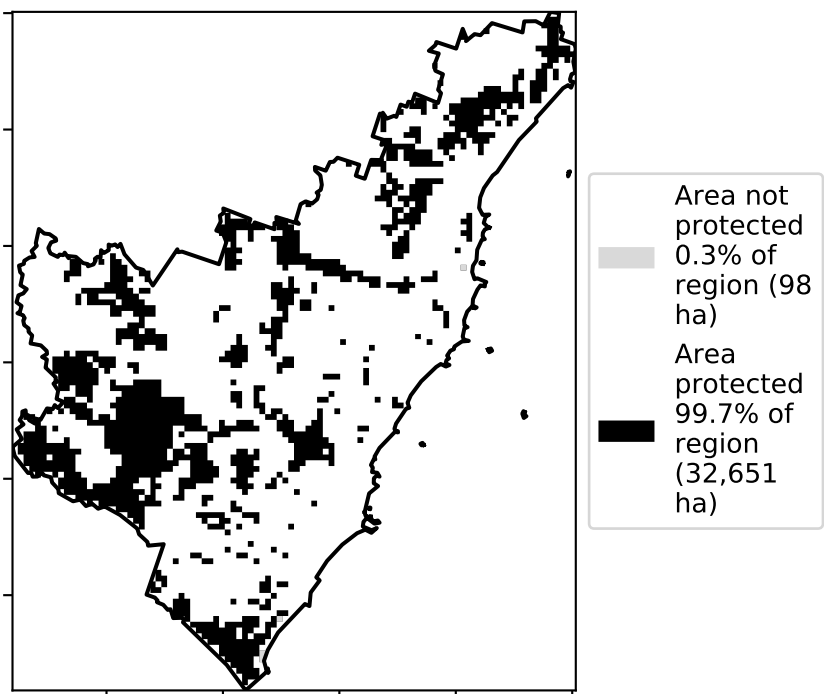 Area not
protected
0.3% of
region (98
ha)
Area
protected
99.7% of
region
(32,651
ha)